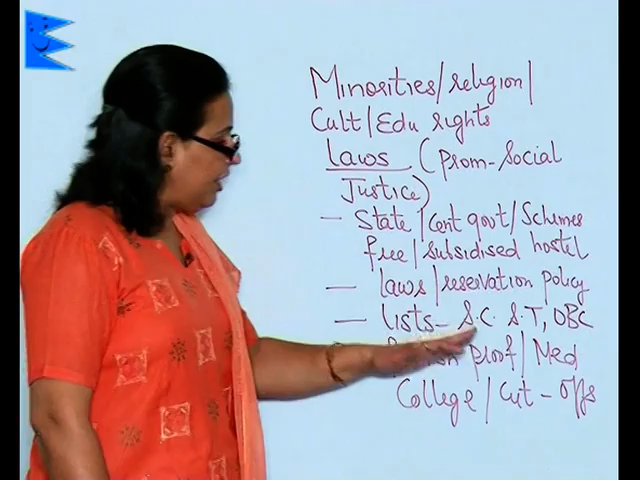 Minorities/religion/
Cult/Edu rights
Laws (prom-Social
Justice)
- State/Cent govt/Schemes
free/subsidised hostel
- laws/reservation policy
- lists- S.C. S.T, OBC
proof/Med
College/Cut-offs